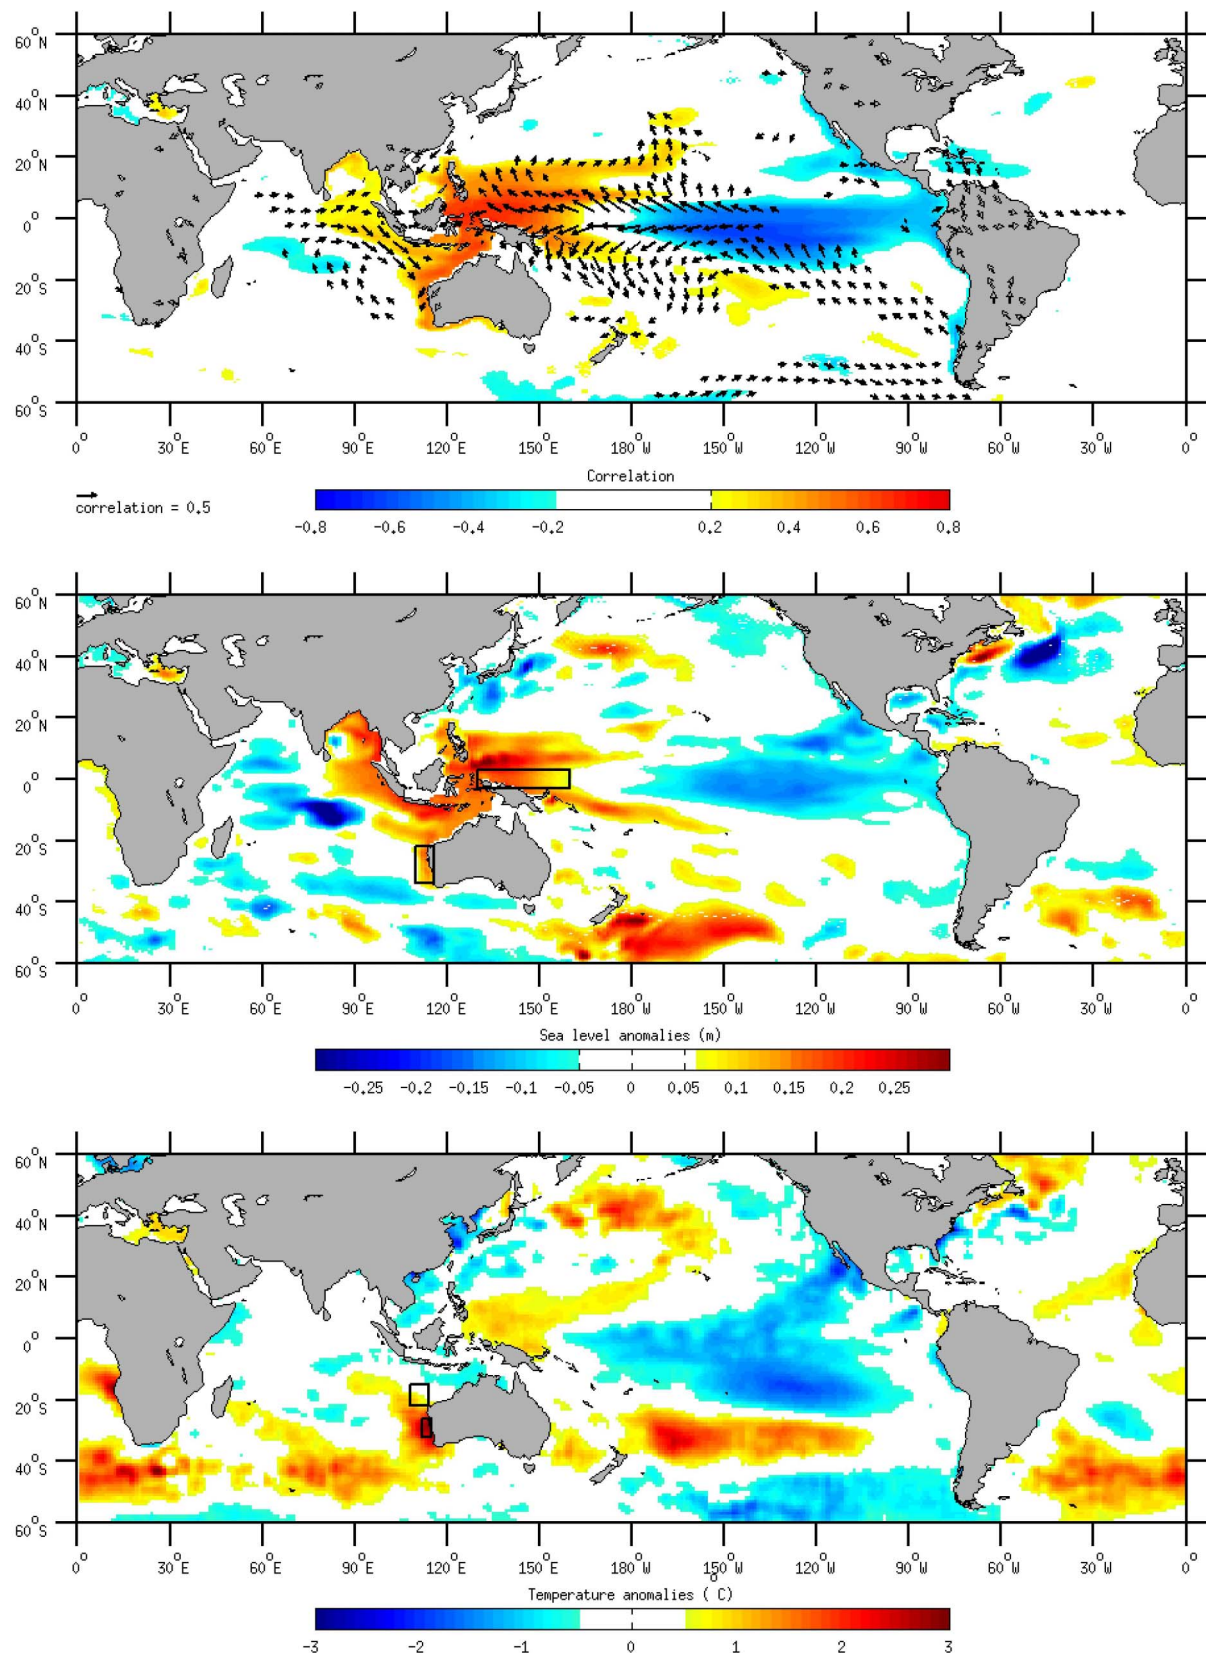 60° N
40° N
20° N
0°
20° S
40° S
60° S
0° 30° E 60° E 90° E 120° E 150° E 180° W 150° W 120° W 90° W 60° W 30° W 0°
Correlation
correlation = 0.5
-0.8 -0.6 -0.4 -0.2 0.2 0.4 0.6 0.8
60° N
40° N
20° N
0°
20° S
40° S
60° S
0° 30° E 60° E 90° E 120° E 150° E 180° W 150° W 120° W 90° W 60° W 30° W 0°
Sea level anomalies (m)
-0.25 -0.2 -0.15 -0.1 -0.05 0 0.05 0.1 0.15 0.2 0.25
60° N
40° N
20° N
0°
20° S
40° S
60° S
0° 30° E 60° E 90° E 120° E 150° E 180° W 150° W 120° W 90° W 60° W 30° W 0°
Temperature anomalies (°C)
-3 -2 -1 0 1 2 3